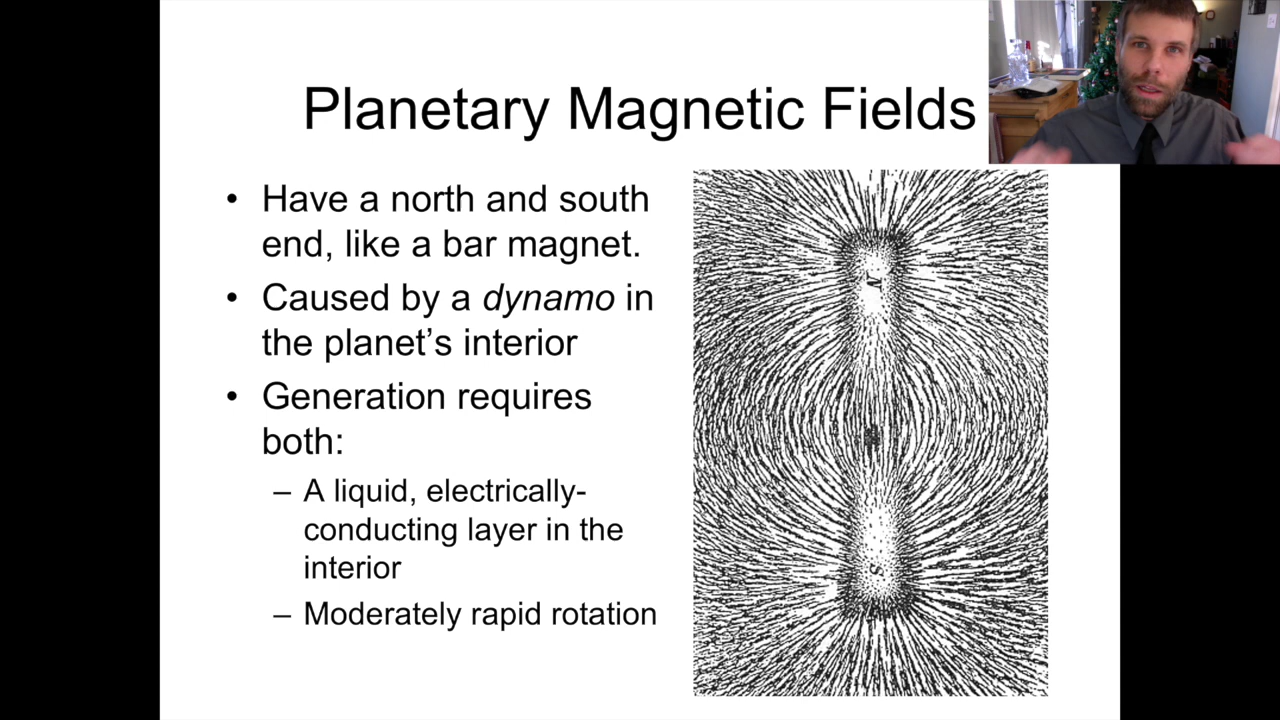 Planetary Magnetic Fields
• Have a north and south
end, like a bar magnet.
• Caused by a dynamo in
the planet's interior
• Generation requires
both:
– A liquid, electrically-
conducting layer in the
interior
– Moderately rapid rotation
N
S